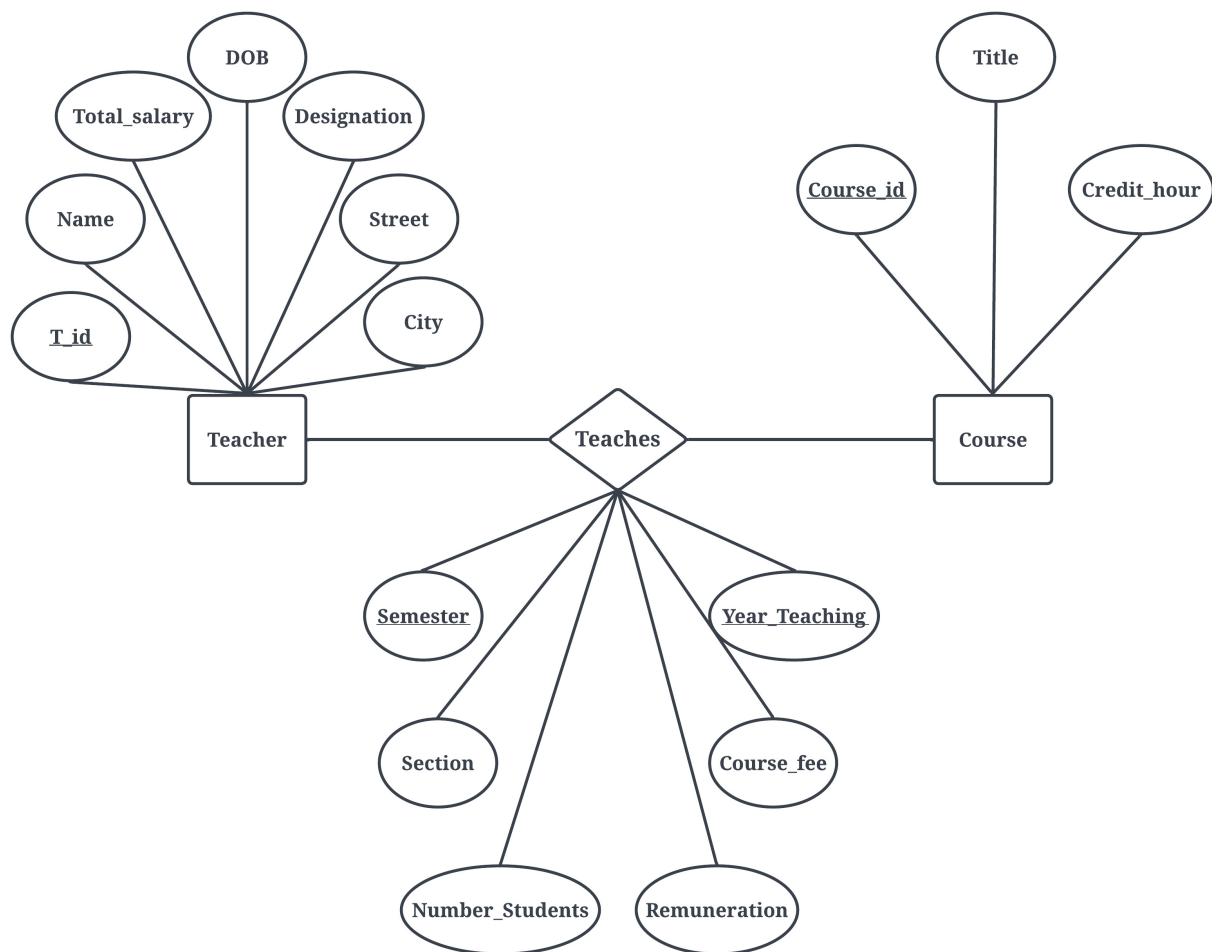 DOB
Title
Total_salary
Designation
Course_id
Credit_hour
Name
Street
T_id
City
Teacher
Teaches
Course
Semester
Year_Teaching
Section
Course_fee
Number_Students
Remuneration